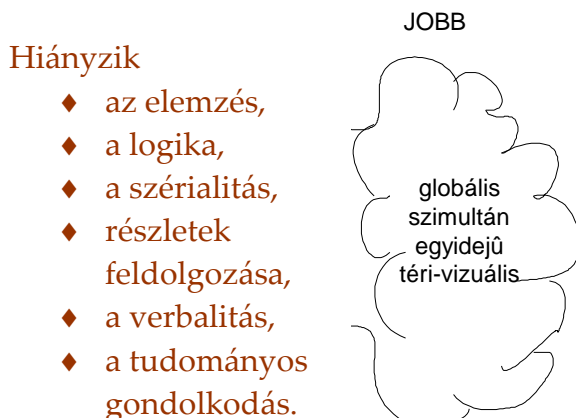 JOBB
Hiányzik
♦ az elemzés,
♦ a logika,
♦ a szérialitás,
♦ részletek
feldolgozása,
♦ a verbalitás,
♦ a tudományos
gondolkodás.
globális
szimultán
egyidejû
téri-vizuális